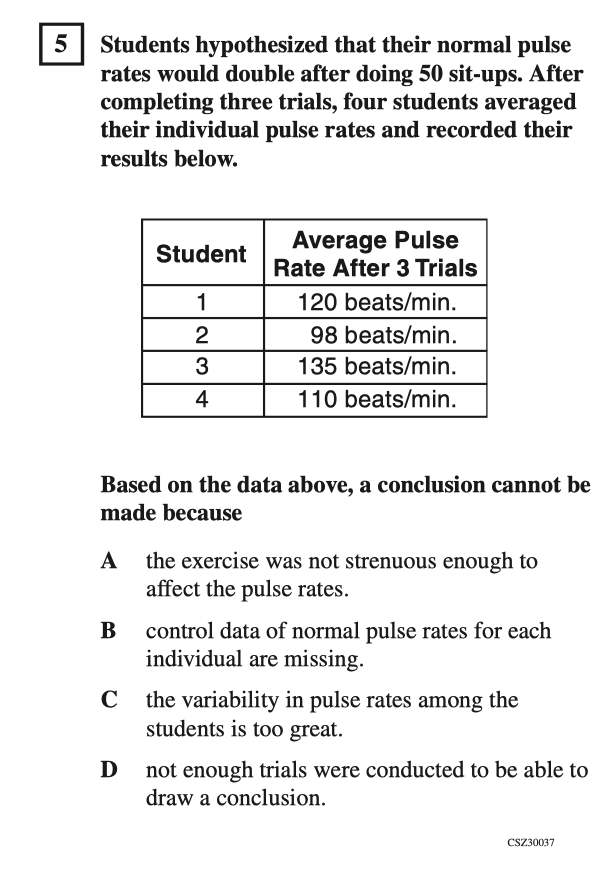 5 Students hypothesized that their normal pulse
rates would double after doing 50 sit-ups. After
completing three trials, four students averaged
their individual pulse rates and recorded their
results below.
Student Average Pulse
Rate After 3 Trials
1 120 beats/min.
2 98 beats/min.
3 135 beats/min.
4 110 beats/min.
Based on the data above, a conclusion cannot be
made because
A the exercise was not strenuous enough to
affect the pulse rates.
B control data of normal pulse rates for each
individual are missing.
C the variability in pulse rates among the
students is too great.
D not enough trials were conducted to be able to
draw a conclusion.
CSZ30037